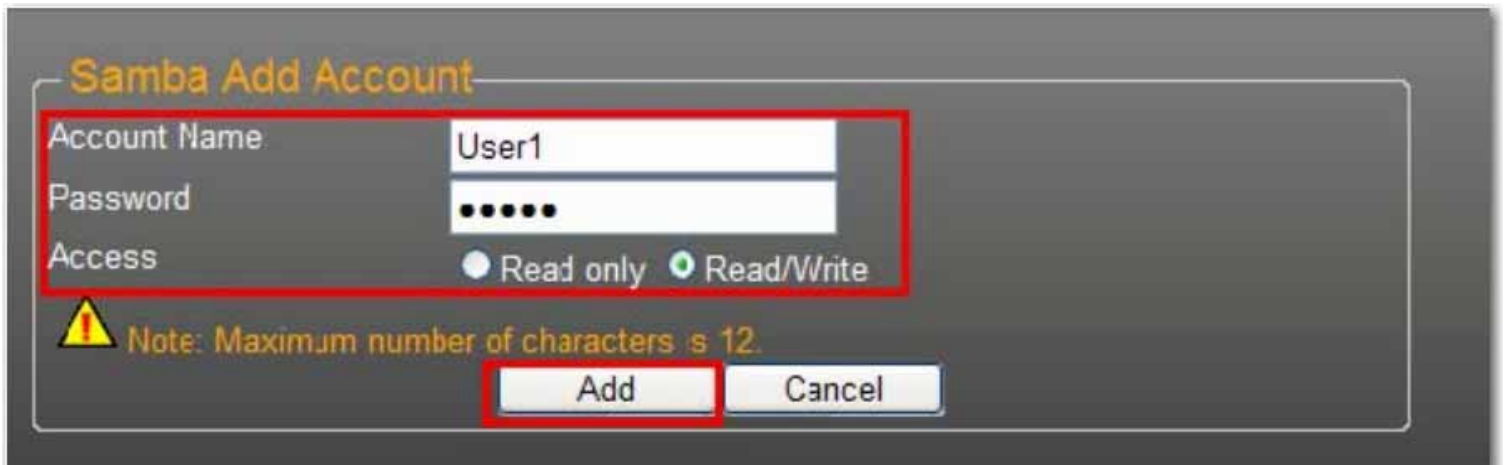 Samba Add Account
Account Name User1
Password •••••
Access Read only Read/Write
Note: Maximum number of characters is 12.
Add Cancel